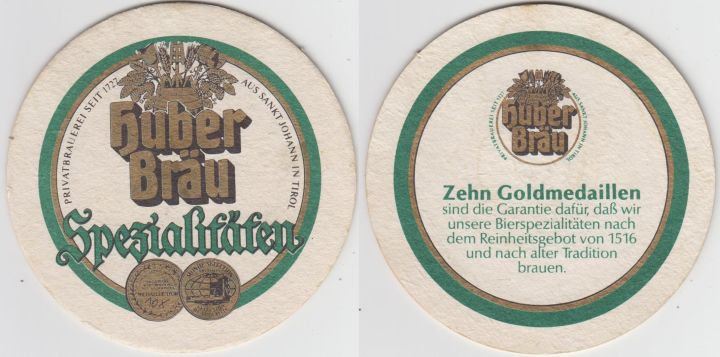 PRIVATBRAUEREI SEIT 1727
AUS SANKT JOHANN IN TIROL
Huber
Bräu
Spezialitäten
10x
PRIVATBRAUEREI SEIT 1727
AUS SANKT JOHANN IN TIROL
Huber
Bräu
Zehn Goldmedaillen
sind die Garantie dafür, daß wir
unsere Bierspezialitäten nach
dem Reinheitsgebot von 1516
und nach alter Tradition
brauen.